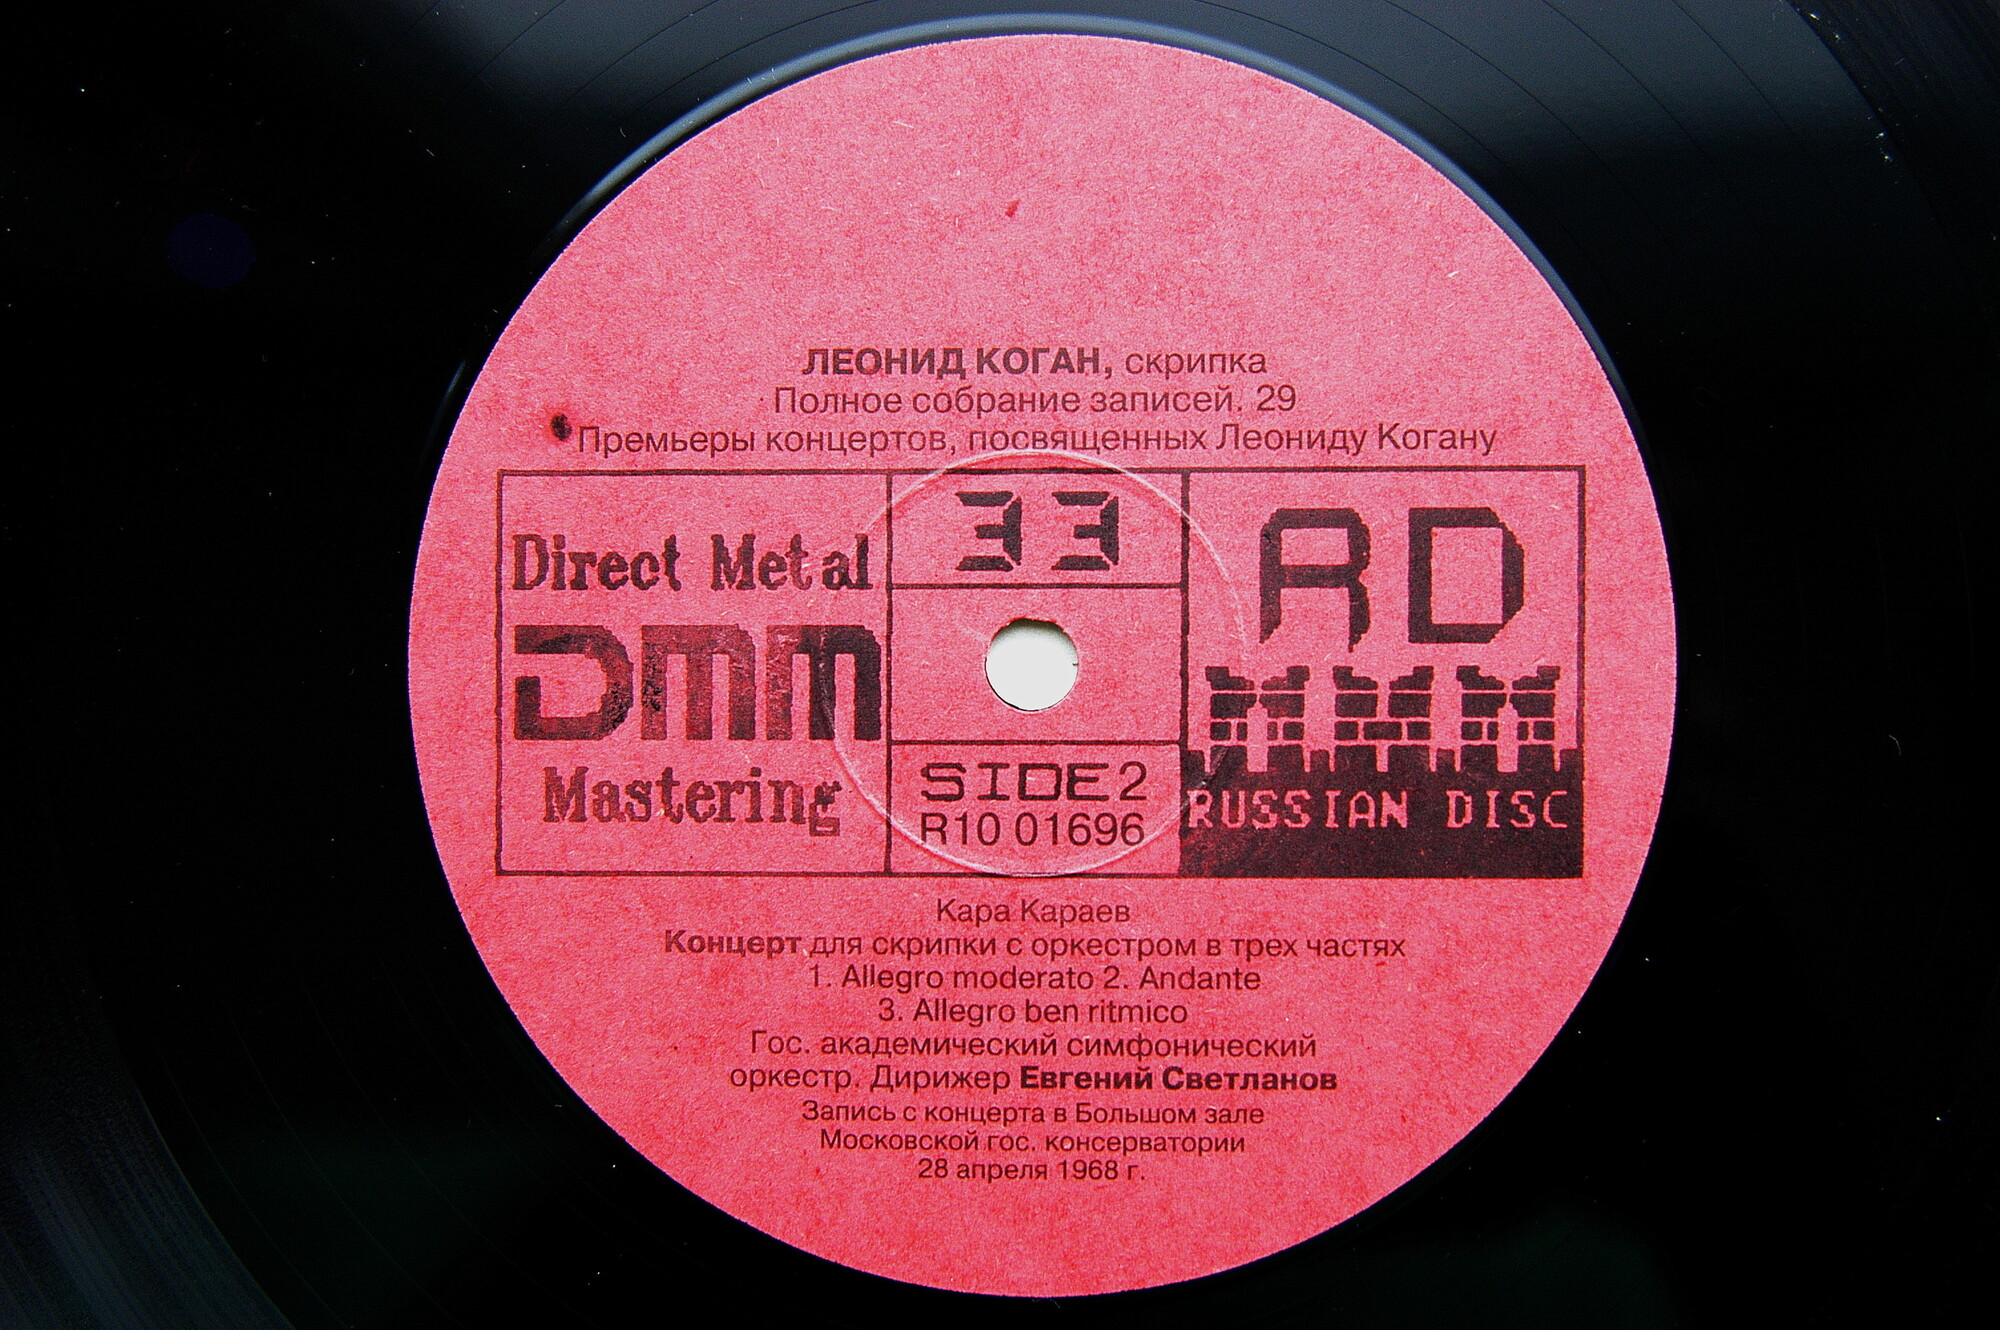 ЛЕОНИД КОГАН, скрипка
Полное собрание записей. 29
Премьеры концертов, посвященных Леониду Когану
Direct Metal
DMM
Mastering
33
SIDE 2
R10 01696
RD
RUSSIAN DISC
Кара Караев
Концерт для скрипки с оркестром в трех частях
1. Allegro moderato 2. Andante
3. Allegro ben ritmico
Гос. академический симфонический
оркестр. Дирижер Евгений Светланов
Запись с концерта в Большом зале
Московской гос. консерватории
28 апреля 1968 г.